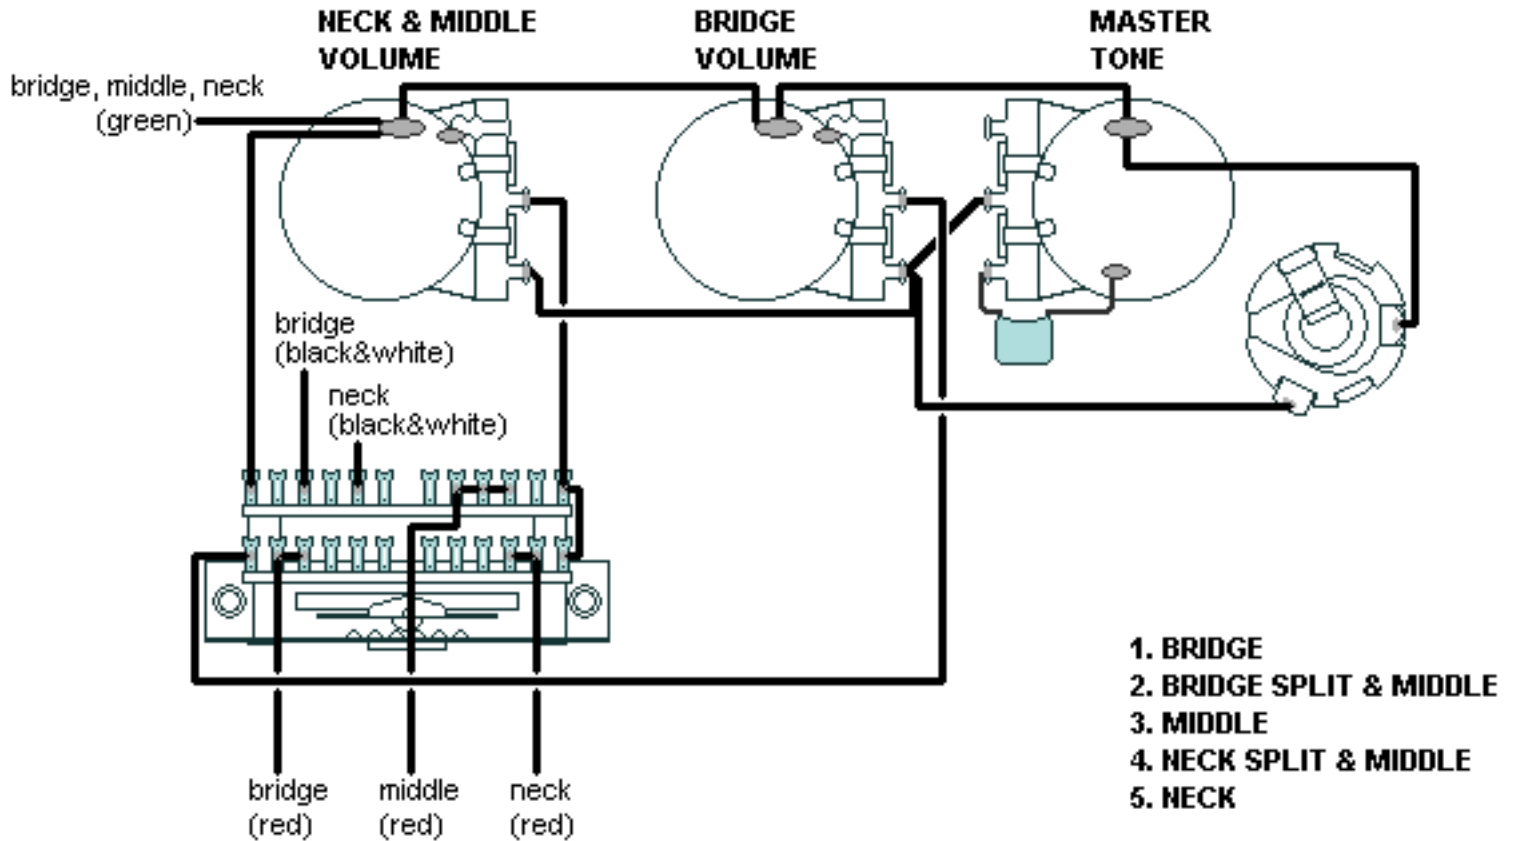 NECK & MIDDLE
VOLUME
BRIDGE
VOLUME
MASTER
TONE
bridge, middle, neck
(green)
bridge
(black&white)
neck
(black&white)
1. BRIDGE
2. BRIDGE SPLIT & MIDDLE
3. MIDDLE
4. NECK SPLIT & MIDDLE
5. NECK
bridge
(red)
middle
(red)
neck
(red)